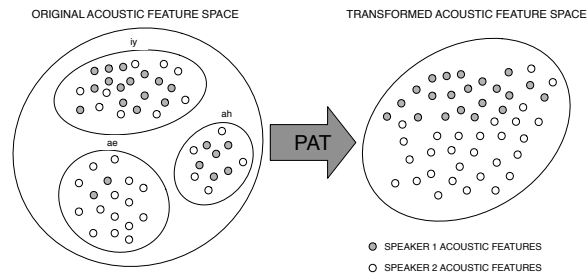 ORIGINAL ACOUSTIC FEATURE SPACE
TRANSFORMED ACOUSTIC FEATURE SPACE
iy
ah
ae
PAT
SPEAKER 1 ACOUSTIC FEATURES
SPEAKER 2 ACOUSTIC FEATURES